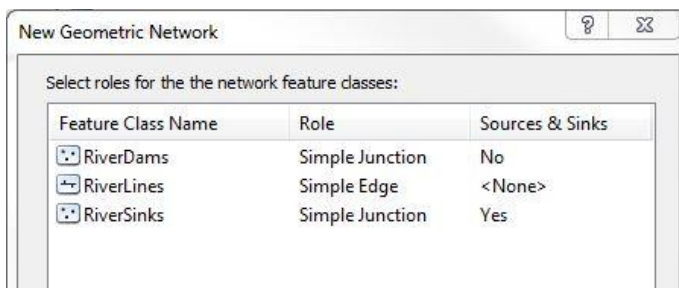 New Geometric Network
Select roles for the the network feature classes:
Feature Class Name Role Sources & Sinks
RiverDams Simple Junction No
RiverLines Simple Edge <None>
RiverSinks Simple Junction Yes